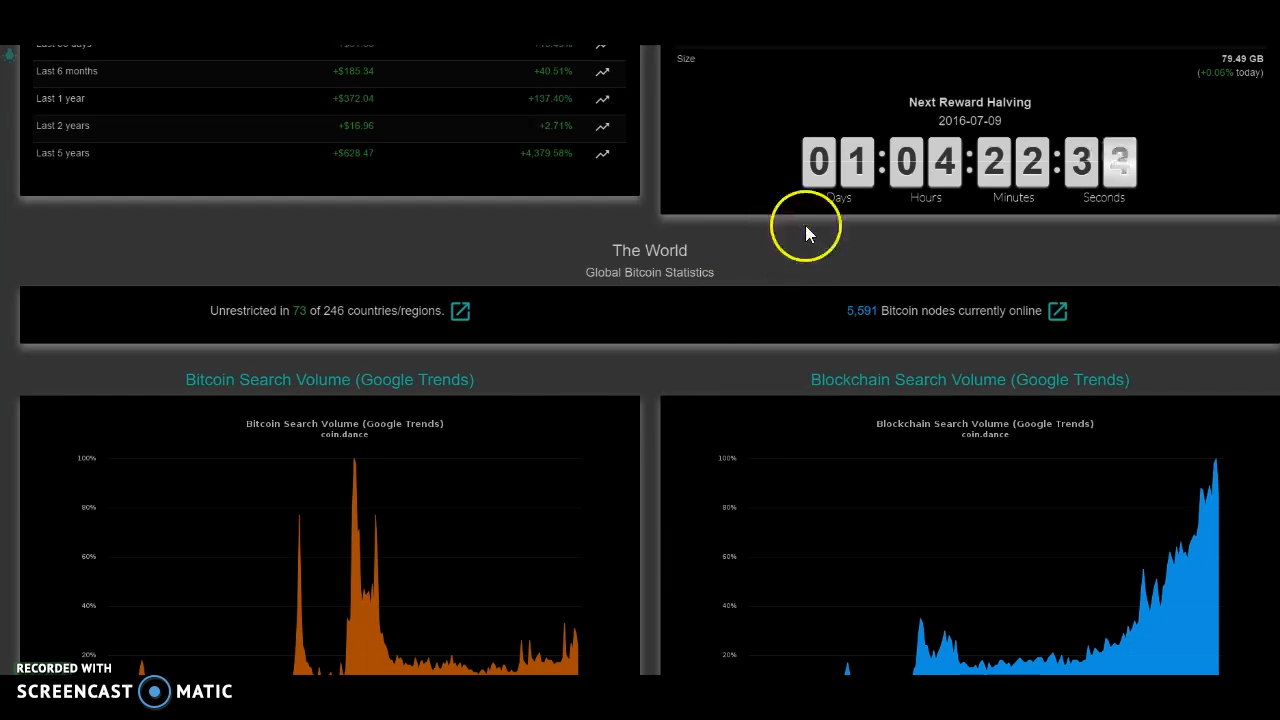 Last 6 months +$185.34 +40.51%
Last 1 year +$372.04 +137.40%
Last 2 years +$16.96 +2.71%
Last 5 years +$628.47 +4,379.58%
Size 79.49 GB
(+0.06% today)
Next Reward Halving
2016-07-09
01:04:22:33
Days Hours Minutes Seconds
The World
Global Bitcoin Statistics
Unrestricted in 73 of 246 countries/regions.
5,591 Bitcoin nodes currently online
Bitcoin Search Volume (Google Trends)
Bitcoin Search Volume (Google Trends)
coin.dance
100%
80%
60%
40%
20%
Blockchain Search Volume (Google Trends)
Blockchain Search Volume (Google Trends)
coin.dance
100%
80%
60%
40%
20%
RECORDED WITH
SCREENCAST MATIC